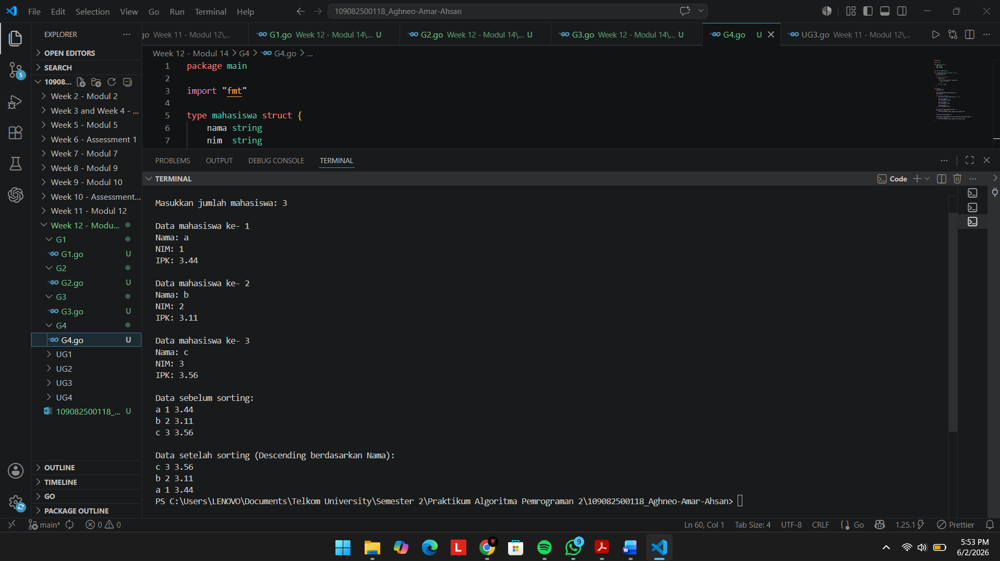 File Edit Selection View Go Run Terminal Help
109082500118_Aghneo-Amar-Ahsan
EXPLORER
go Week 11 - Modul 12\...
G1.go Week 12 - Modul 14\... U
G2.go Week 12 - Modul 14\... U
G3.go Week 12 - Modul 14\... U
G4.go U
UG3.go Week 11 - Modul 12\...
OPEN EDITORS
SEARCH
10908...
Week 2 - Modul 2
Week 3 and Week 4 - ...
Week 5 - Modul 5
Week 6 - Assessment 1
Week 7 - Modul 7
Week 8 - Modul 9
Week 9 - Modul 10
Week 10 - Assessment...
Week 11 - Modul 12
Week 12 - Modu...
G1
G1.go U
G2
G2.go U
G3
G3.go U
G4
G4.go U
UG1
UG2
UG3
UG4
109082500118_... U
OUTLINE
TIMELINE
GO
PACKAGE OUTLINE
5
Week 12 - Modul 14 > G4 > G4.go > ...
1 package main
2
3 import "fmt"
4
5 type mahasiswa struct {
6 nama string
7 nim string
PROBLEMS OUTPUT DEBUG CONSOLE TERMINAL
TERMINAL
Code
Masukkan jumlah mahasiswa: 3
Data mahasiswa ke- 1
Nama: a
NIM: 1
IPK: 3.44
Data mahasiswa ke- 2
Nama: b
NIM: 2
IPK: 3.11
Data mahasiswa ke- 3
Nama: c
NIM: 3
IPK: 3.56
Data sebelum sorting:
a 1 3.44
b 2 3.11
c 3 3.56
Data setelah sorting (Descending berdasarkan Nama):
c 3 3.56
b 2 3.11
a 1 3.44
PS C:\Users\LENOVO\Documents\Telkom University\Semester 2\Praktikum Algoritma Pemrograman 2\109082500118_Aghneo-Amar-Ahsan>
main* 0 0
Ln 60, Col 1 Tab Size: 4 UTF-8 CRLF {} Go 1.25.1 Prettier
L
9
5:53 PM
6/2/2026